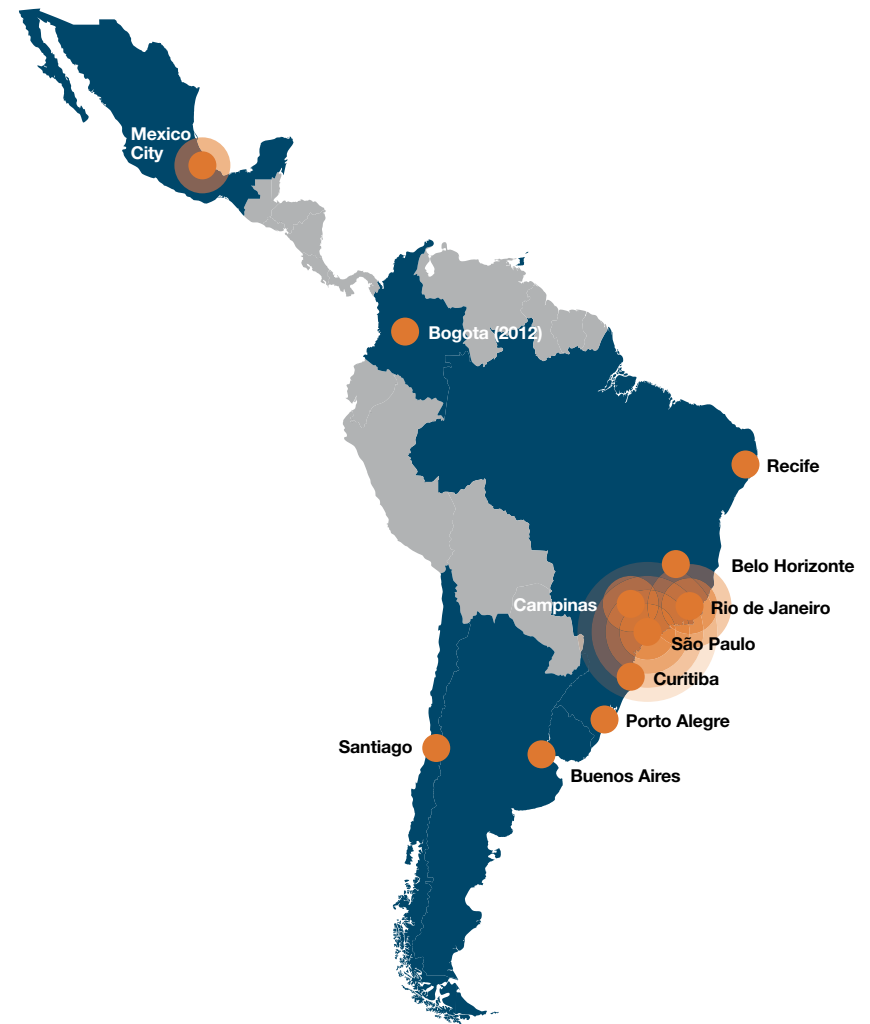 Mexico
City
Bogota (2012)
Recife
Belo Horizonte
Campinas
Rio de Janeiro
São Paulo
Curitiba
Porto Alegre
Santiago
Buenos Aires